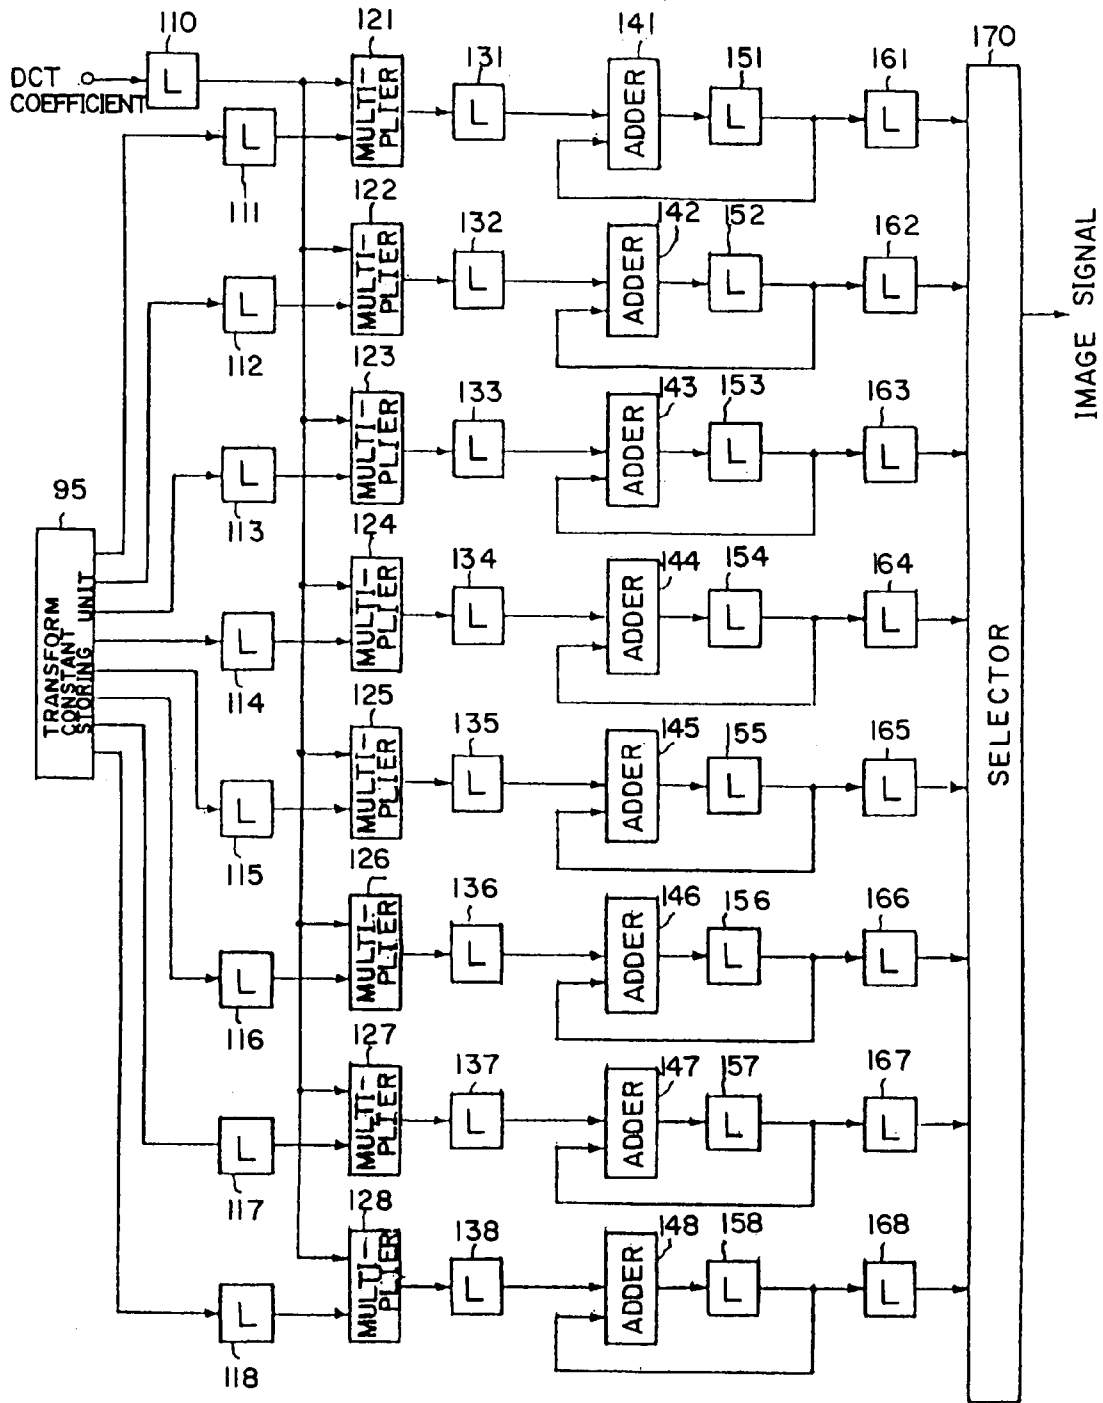 110
121
131
141
151
161
170
DCT
COEFFICIENT
L
MULTI-
PLIER
L
ADDER
L
L
L
111
122
132
142
152
162
MULTI-
PLIER
L
ADDER
L
L
L
112
123
133
143
153
163
MULTI-
PLIER
L
ADDER
L
L
L
113
95
124
134
144
154
164
MULTI-
PLIER
L
ADDER
L
L
L
114
TRANSFORM
CONSTANT
STORING UNIT
125
135
145
155
165
MULTI-
PLIER
L
ADDER
L
L
L
115
126
136
146
156
166
MULTI-
PLIER
L
ADDER
L
L
L
116
127
137
147
157
167
MULTI-
PLIER
L
ADDER
L
L
L
117
128
138
148
158
168
MULTI-
PLIER
L
ADDER
L
L
L
118
SELECTOR
IMAGE SIGNAL